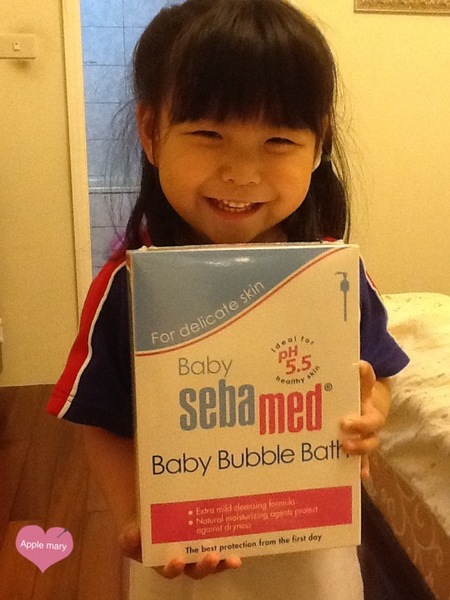 For delicate skin
ideal for
pH
5.5
healthy skin
Baby
sebamed®
Baby Bubble Bath
Extra mild cleansing formula
Natural moisturizing agents protect
against dryness
The best protection from the first day
Apple mary